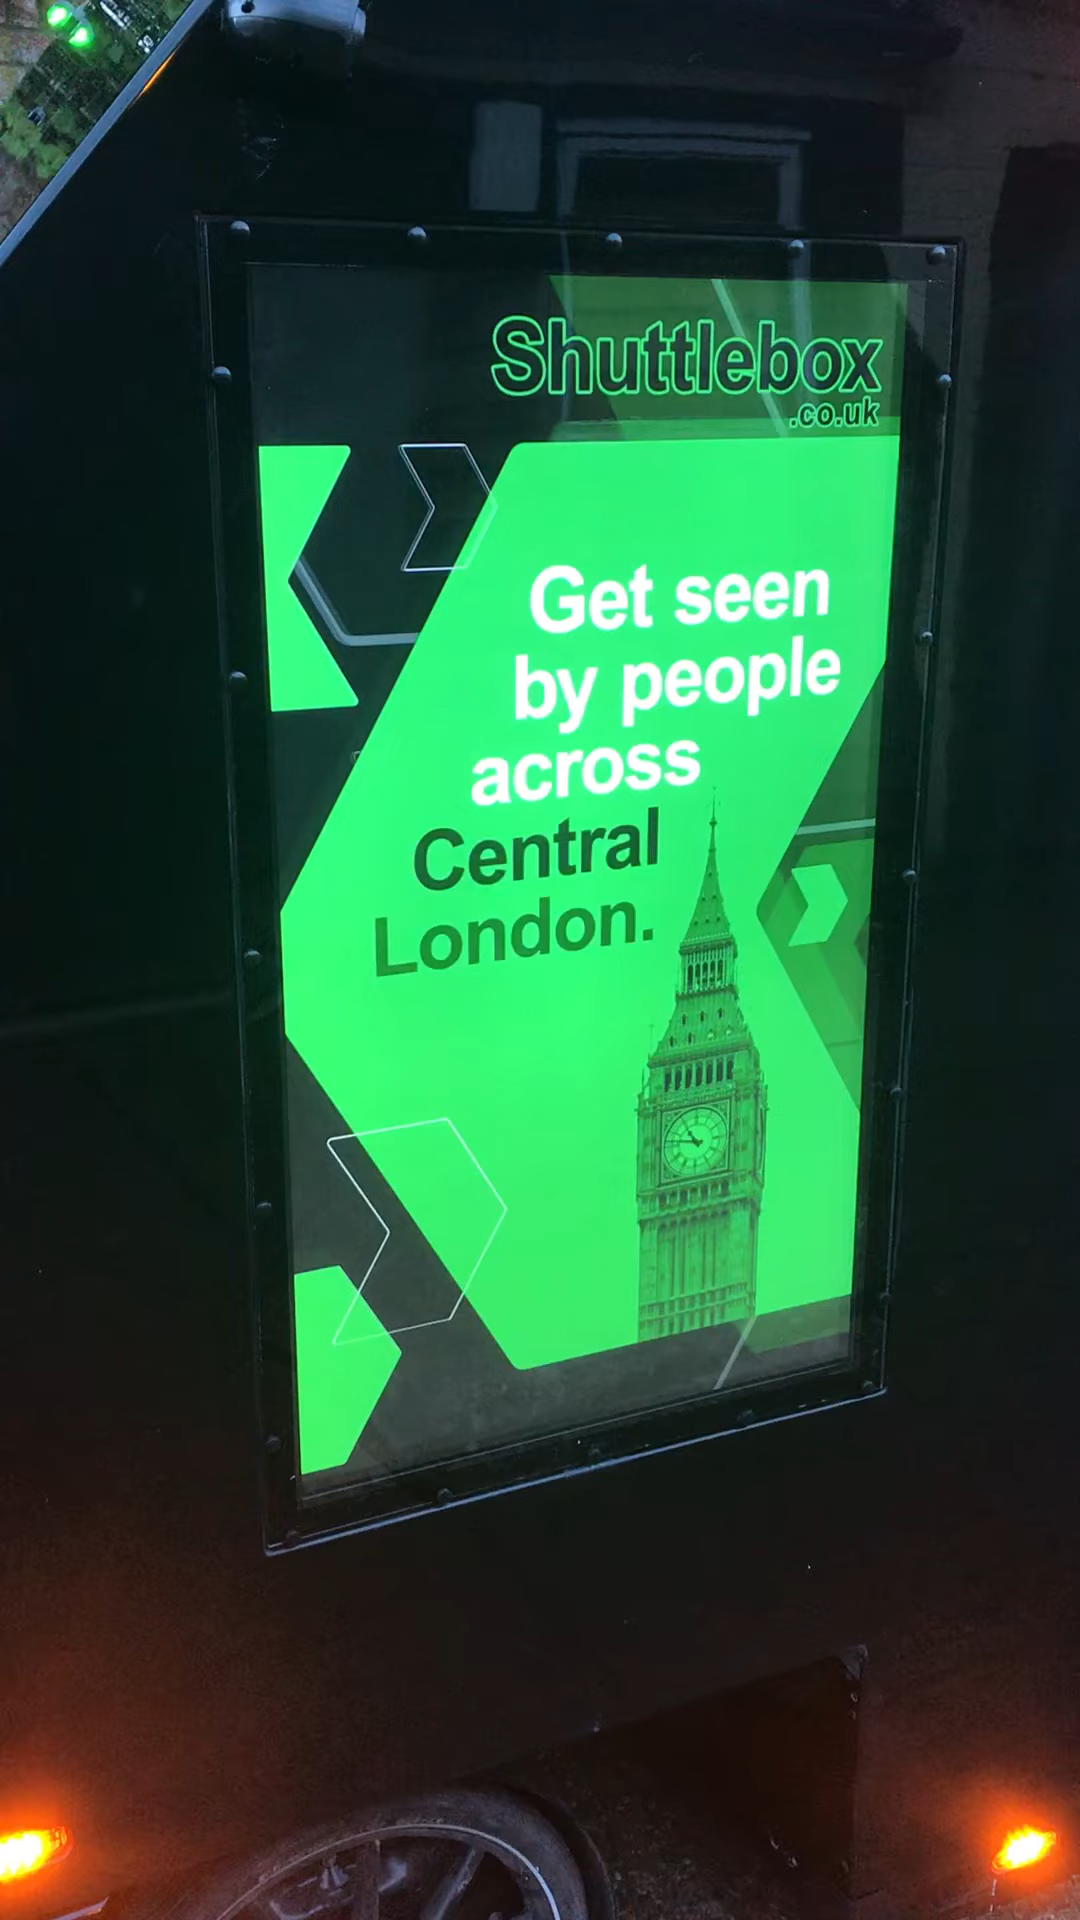 Shuttlebox
.co.uk
Get seen
by people
across
Central
London.